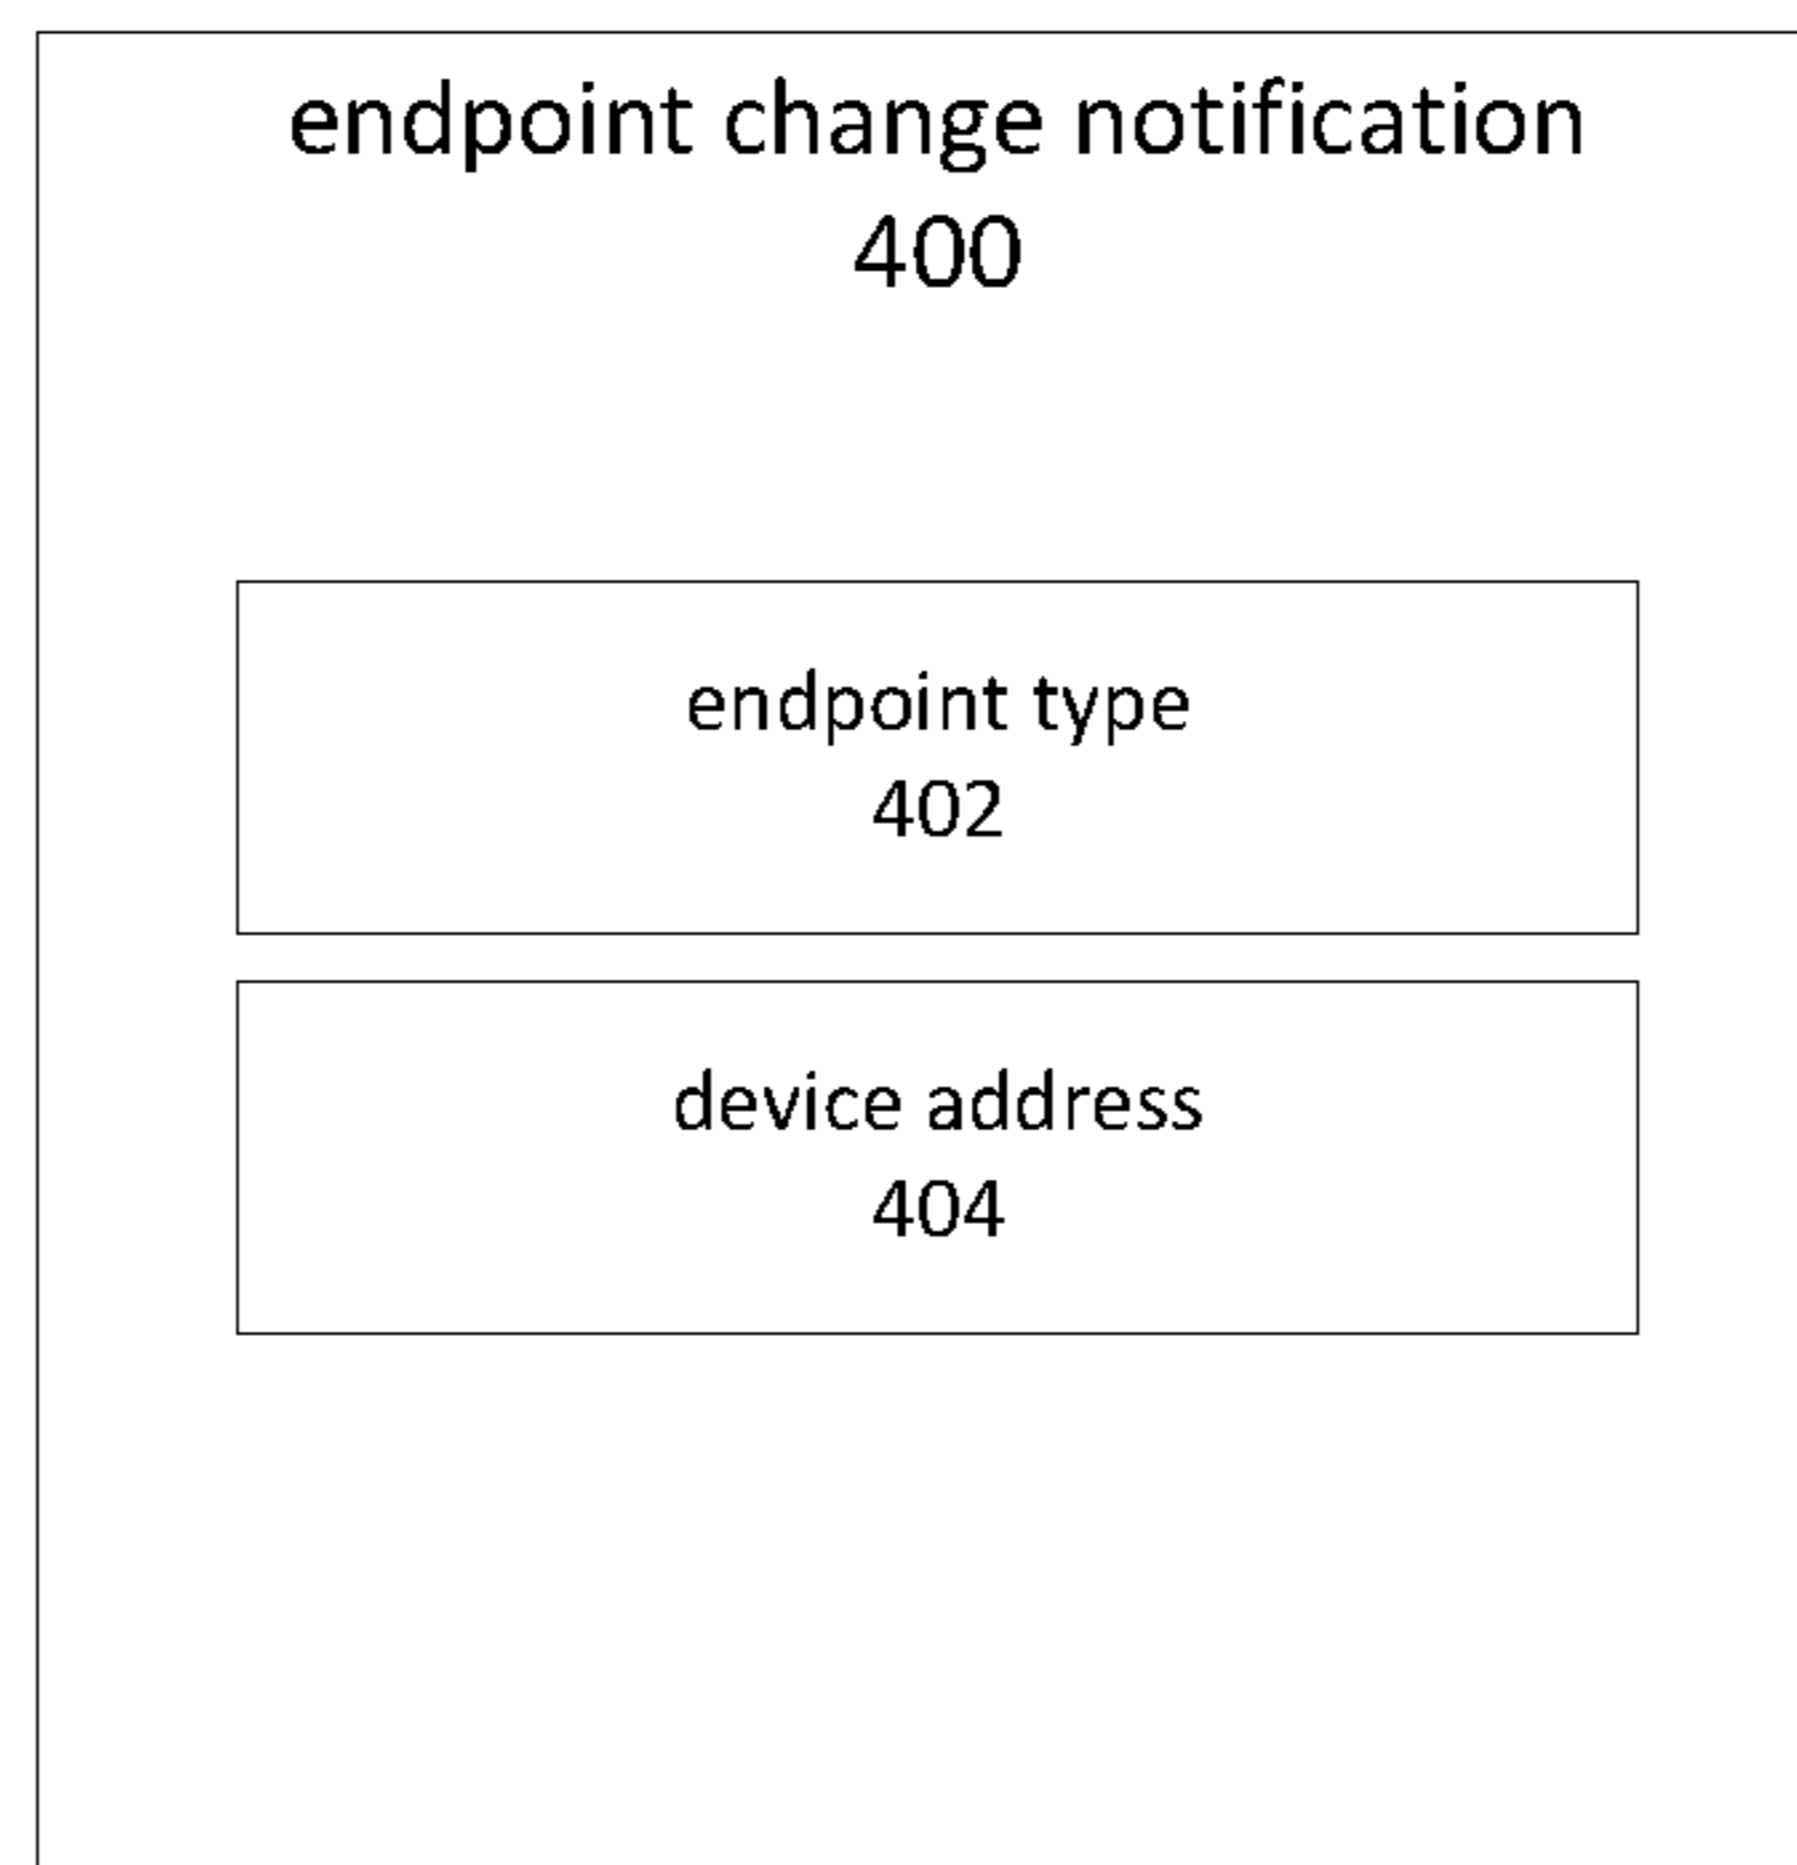 endpoint change notification
400
endpoint type
402
device address
404